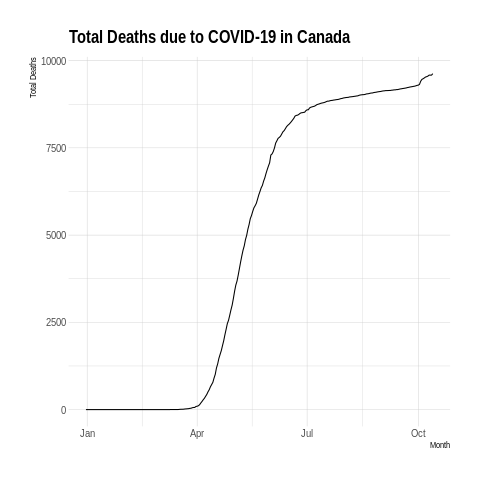 Total Deaths due to COVID-19 in Canada
Total Deaths
10000
7500
5000
2500
0
Jan Apr Jul Oct
Month